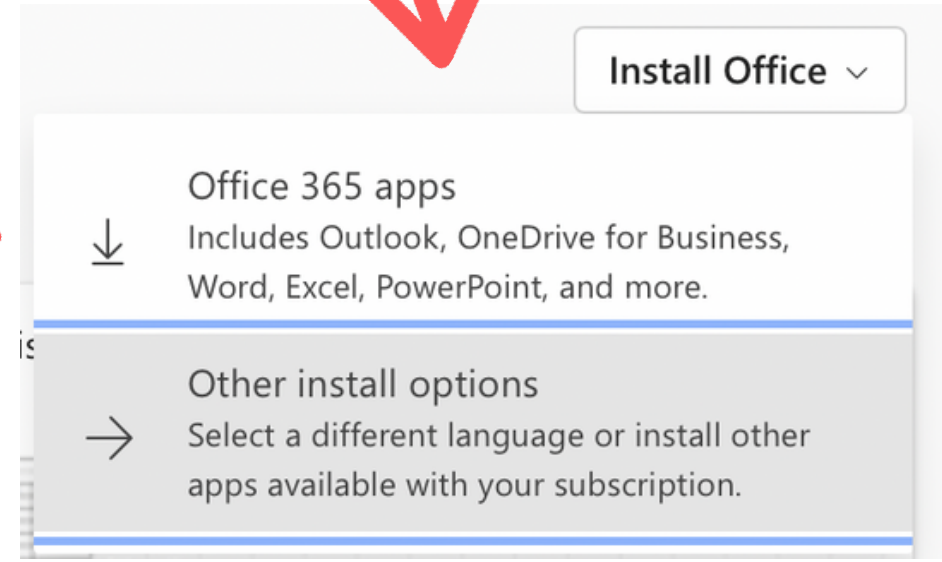 Install Office
Office 365 apps
Includes Outlook, OneDrive for Business,
Word, Excel, PowerPoint, and more.
is
Other install options
Select a different language or install other
apps available with your subscription.